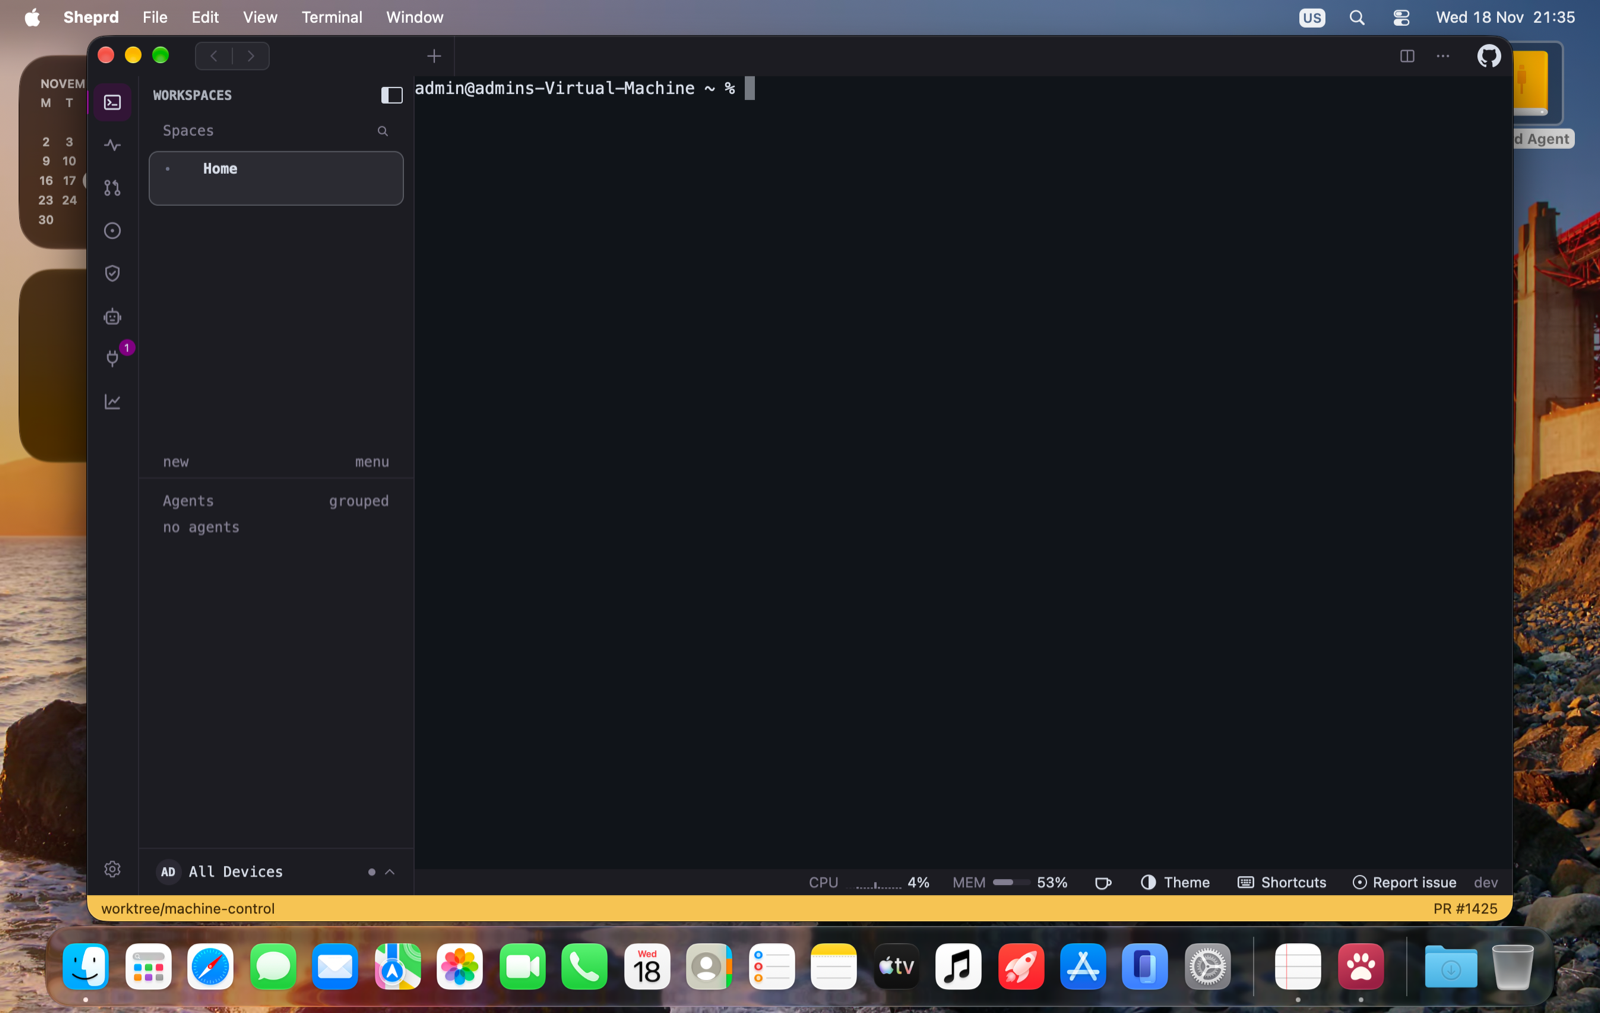 Sheprd File Edit View Terminal Window US Wed 18 Nov 21:35
NOVEM
M T
2 3
9 10
16 17
23 24
30
WORKSPACES
Spaces
Home
1
new menu
Agents grouped
no agents
AD All Devices
admin@admins-Virtual-Machine ~ %
d Agent
CPU 4% MEM 53% Theme Shortcuts Report issue dev
worktree/machine-control PR #1425
Wed
18
tv